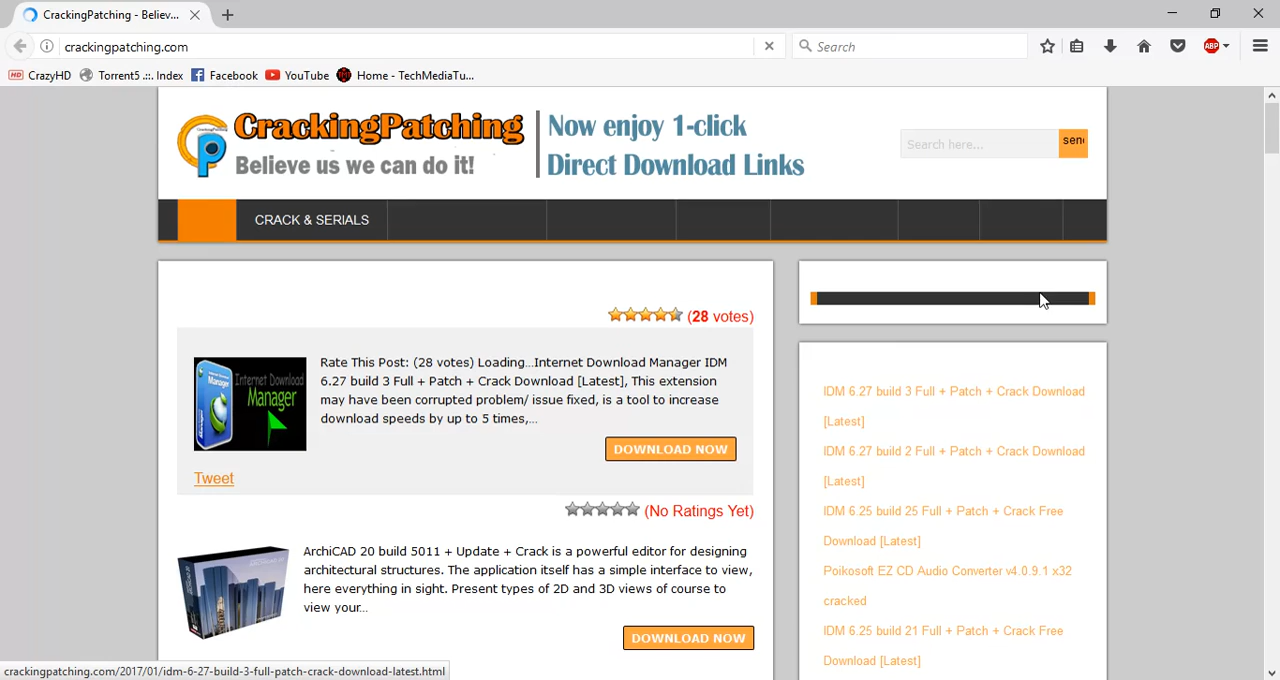 CrackingPatching - Believ...
crackingpatching.com
Search
ABP
HD CrazyHD Torrent5 .::. Index Facebook YouTube Home - TechMediaTu...
CrackingPatching
Believe us we can do it!
Now enjoy 1-click
Direct Download Links
Search here...
CRACK & SERIALS
(28 votes)
Rate This Post: (28 votes) Loading...Internet Download Manager IDM
6.27 build 3 Full + Patch + Crack Download [Latest], This extension
may have been corrupted problem/ issue fixed, is a tool to increase
download speeds by up to 5 times,...
Internet Download
Manager
DOWNLOAD NOW
Tweet
(No Ratings Yet)
ArchiCAD 20 build 5011 + Update + Crack is a powerful editor for designing
architectural structures. The application itself has a simple interface to view,
here everything in sight. Present types of 2D and 3D views of course to
view your...
DOWNLOAD NOW
IDM 6.27 build 3 Full + Patch + Crack Download
[Latest]
IDM 6.27 build 2 Full + Patch + Crack Download
[Latest]
IDM 6.25 build 25 Full + Patch + Crack Free
Download [Latest]
Poikosoft EZ CD Audio Converter v4.0.9.1 x32
cracked
IDM 6.25 build 21 Full + Patch + Crack Free
Download [Latest]
crackingpatching.com/2017/01/idm-6-27-build-3-full-patch-crack-download-latest.html